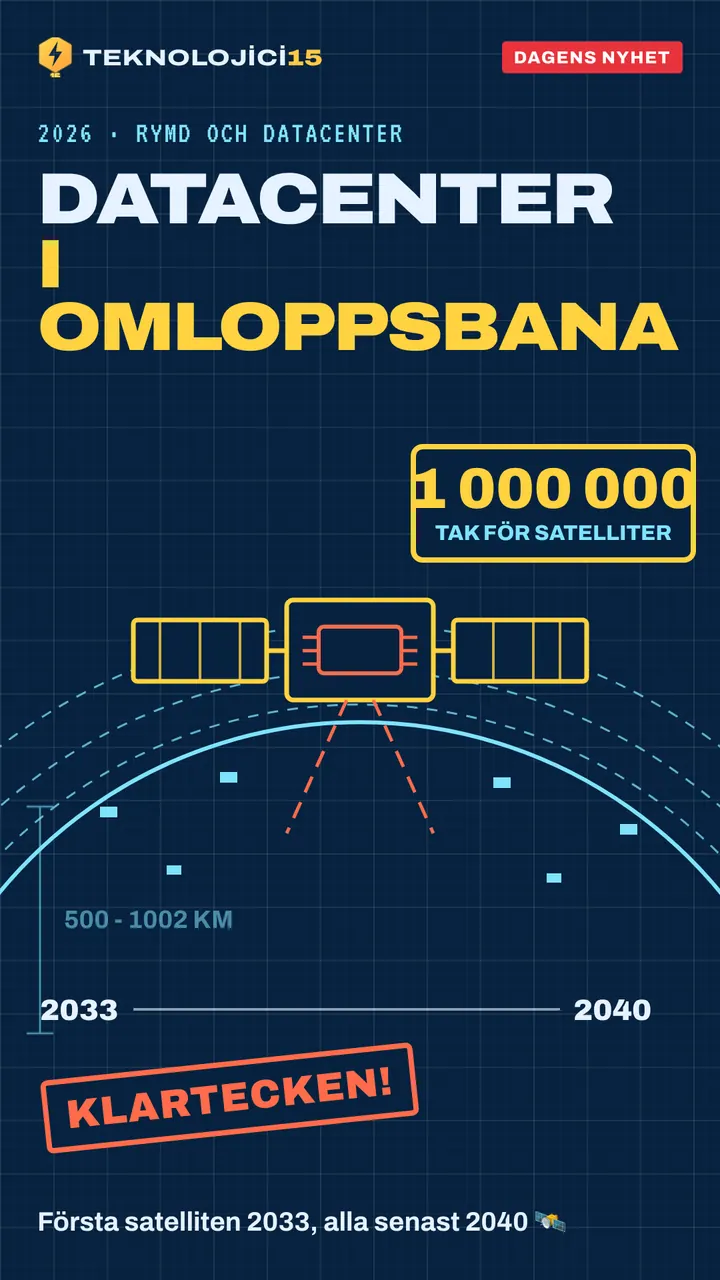 TEKNOLOJİCİ15
DAGENS NYHET
2026 · RYMD OCH DATACENTER
DATACENTER
I
OMLOPPSBANA
1 000 000
TAK FÖR SATELLITER
500 - 1002 KM
2033
2040
KLARTECKEN!
Första satelliten 2033, alla senast 2040 🛰️